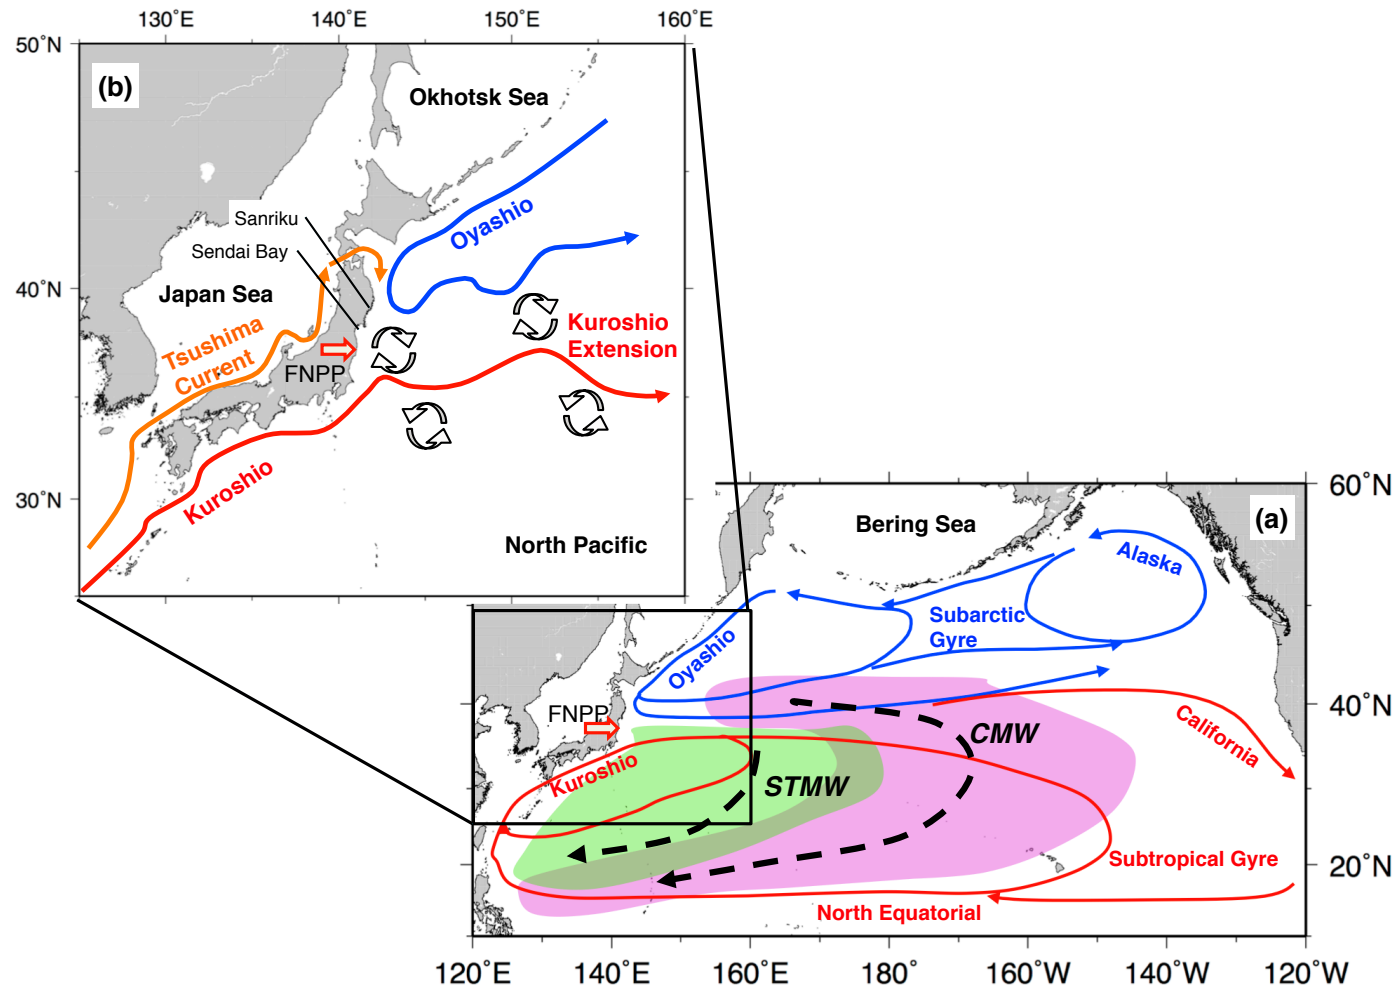 130°E 140°E 150°E 160°E
50°N
(b)
Okhotsk Sea
Sanriku
Oyashio
Sendai Bay
40°N
Japan Sea
Tsushima
Current
Kuroshio
Extension
FNPP
Kuroshio
30°N
North Pacific
60°N
(a)
Bering Sea
Alaska
Subarctic
Gyre
Oyashio
40°N
FNPP
California
CMW
Kuroshio
STMW
Subtropical Gyre
20°N
North Equatorial
120°E 140°E 160°E 180° 160°W 140°W 120°W